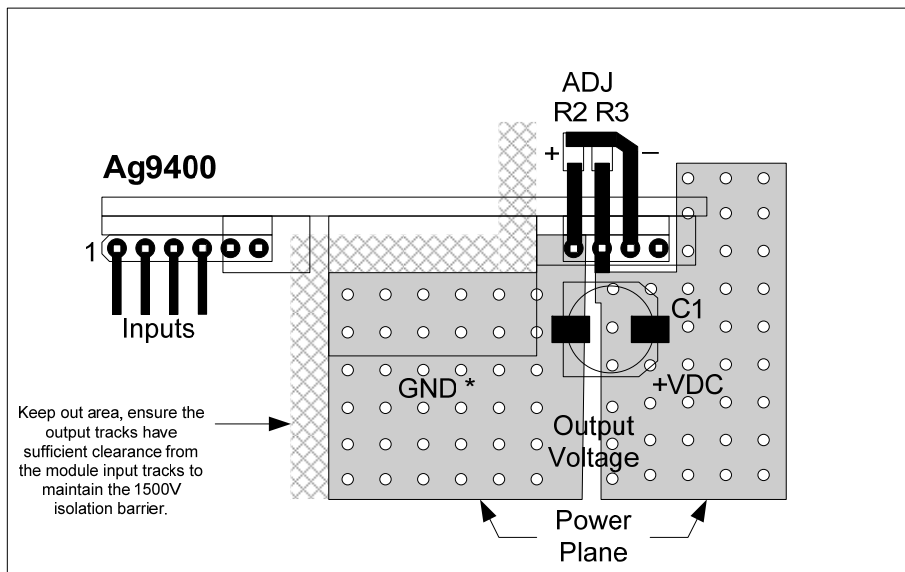 ADJ
R2 R3
+ –
Ag9400
1
Inputs
C1
GND *
+VDC
Output
Voltage
Keep out area, ensure the
output tracks have
sufficient clearance from
the module input tracks to
maintain the 1500V
isolation barrier.
Power
Plane